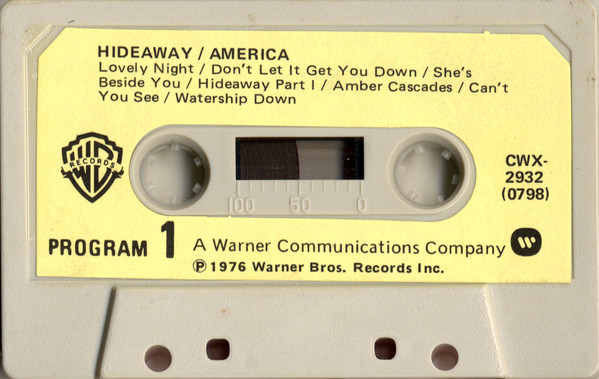 HIDEAWAY / AMERICA
Lovely Night / Don't Let It Get You Down / She's
Beside You / Hideaway Part I / Amber Cascades / Can't
You See / Watership Down
WB
RECORDS
100 50 0
CWX-
2932
(0798)
PROGRAM 1
A Warner Communications Company
℗ 1976 Warner Bros. Records Inc.